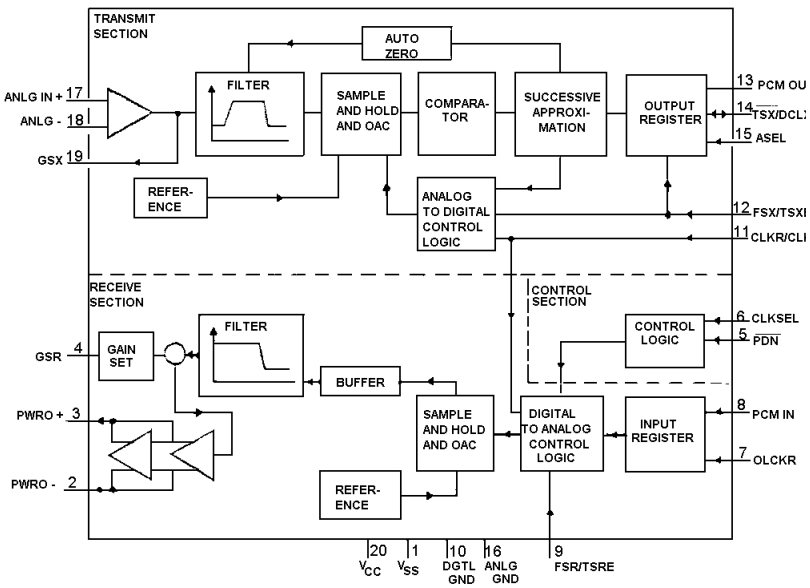 TRANSMIT
SECTION
AUTO
ZERO
FILTER
SAMPLE
AND HOLD
AND OAC
COMPARA-
TOR
SUCCESSIVE
APPROXI-
MATION
OUTPUT
REGISTER
ANLG IN + 17
ANLG - 18
GSX 19
13 PCM OU
14 TSX/DCLX
15 ASEL
12 FSX/TSXE
11 CLKR/CLK
REFER-
ENCE
ANALOG
TO DIGITAL
CONTROL
LOGIC
RECEIVE
SECTION
CONTROL
SECTION
FILTER
GSR 4
GAIN
SET
BUFFER
CONTROL
LOGIC
6 CLKSEL
5 PDN
PWRO + 3
PWRO - 2
SAMPLE
AND HOLD
AND OAC
DIGITAL
TO ANALOG
CONTROL
LOGIC
INPUT
REGISTER
8 PCM IN
7 OLCKR
REFER-
ENCE
20 1 10 16 9
VCC VSS DGTL GND ANLG GND FSR/TSRE